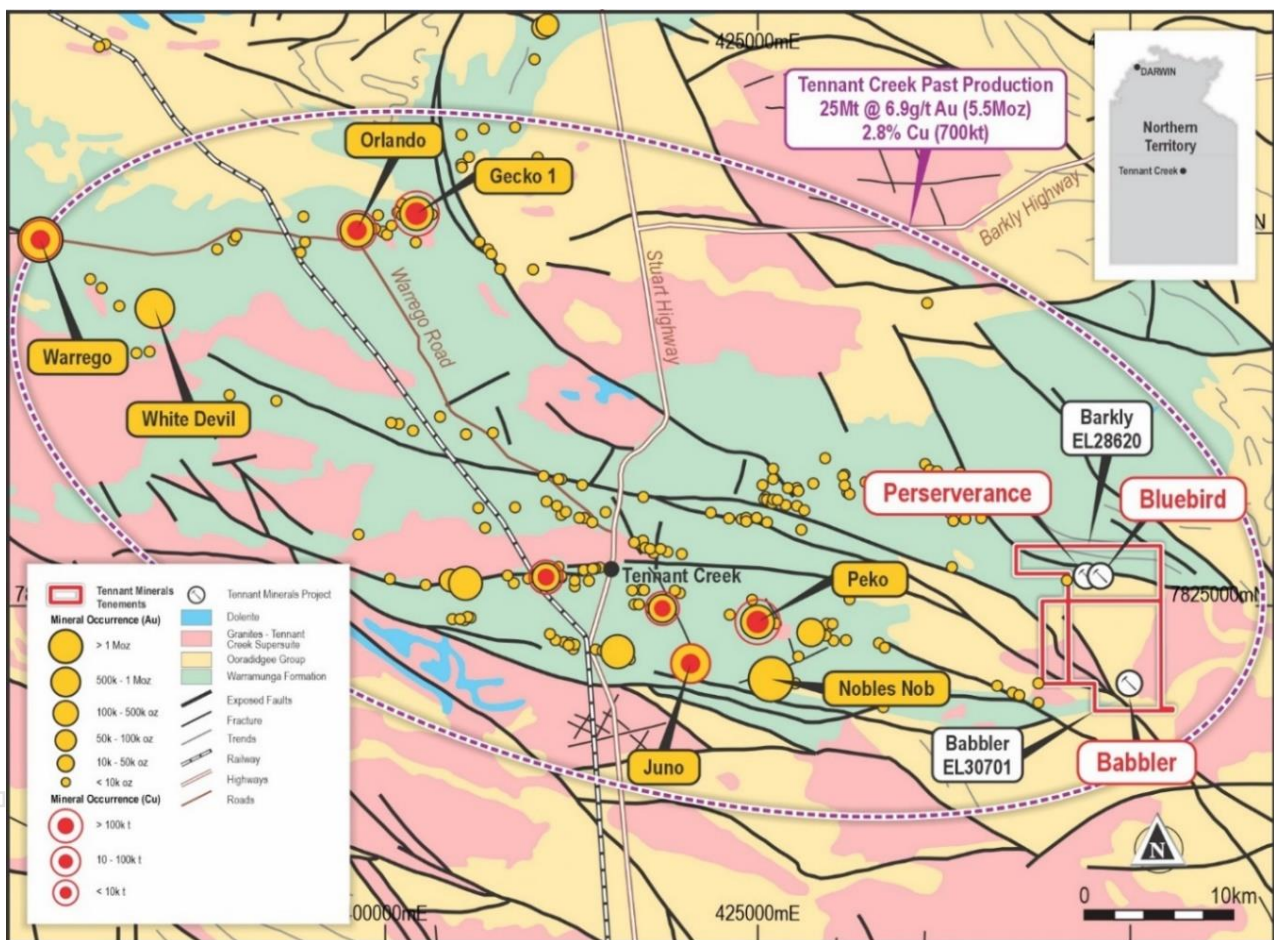 425000mE
Tennant Creek Past Production
25Mt @ 6.9g/t Au (5.5Moz)
2.8% Cu (700kt)
DARWIN
Northern
Territory
Tennant Creek
Orlando
Gecko 1
Barkly Highway
N
Stuart Highway
Warrego Road
Warrego
White Devil
Barkly
EL28620
Perserverance
Bluebird
Tennant Creek
Peko
7825000m
Nobles Nob
Juno
Babbler
EL30701
Babbler
Tennant Minerals
Tenements
Mineral Occurrence (Au)
> 1 Moz
500k - 1 Moz
100k - 500k oz
50k - 100k oz
10k - 50k oz
< 10k oz
Mineral Occurrence (Cu)
> 100k t
10 - 100k t
< 10k t
Tennant Minerals Project
Dolerite
Granites - Tennant
Creek Supersuite
Ooradidgee Group
Warramunga Formation
Exposed Faults
Fracture
Trends
Railway
Highways
Roads
00000mE
425000mE
N
0 10km